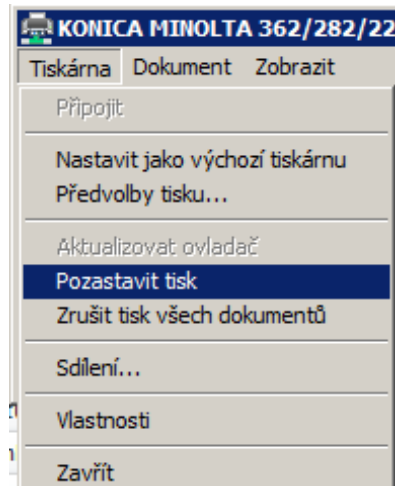 KONICA MINOLTA 362/282/22
Tiskárna Dokument Zobrazit
Připojit
Nastavit jako výchozí tiskárnu
Předvolby tisku...
Aktualizovat ovladač
Pozastavit tisk
Zrušit tisk všech dokumentů
Sdílení...
Vlastnosti
Zavřít